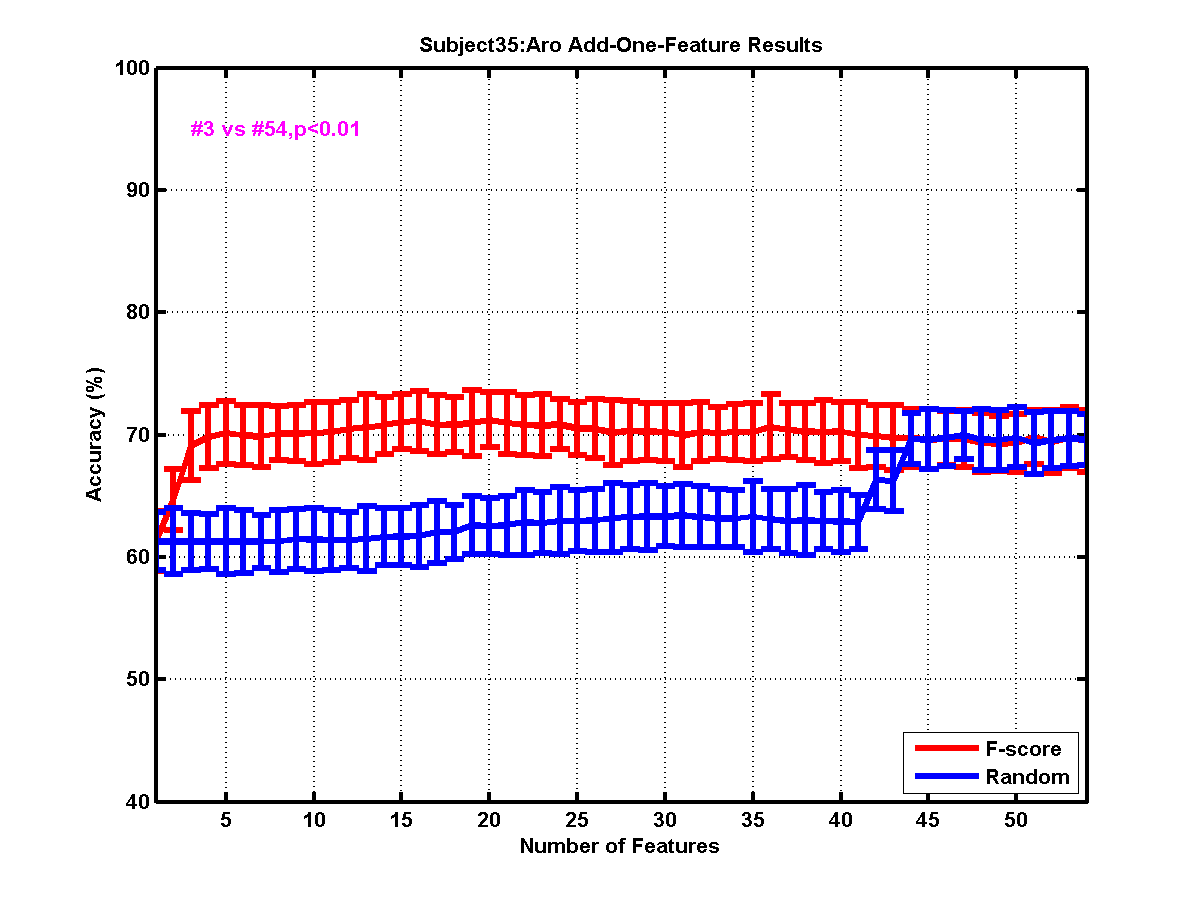 Subject35:Aro Add-One-Feature Results
#3 vs #54,p<0.01
Accuracy (%)
100
90
80
70
60
50
40
5 10 15 20 25 30 35 40 45 50
Number of Features
F-score
Random